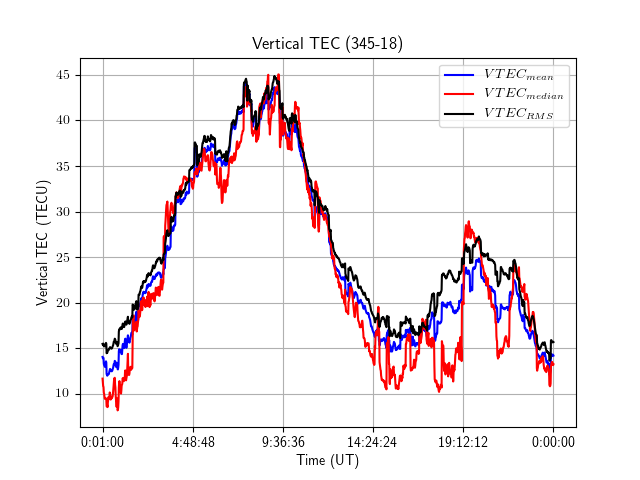 Vertical TEC (345-18)
VTEC_mean
VTEC_median
VTEC_RMS
Vertical TEC (TECU)
45
40
35
30
25
20
15
10
0:01:00 4:48:48 9:36:36 14:24:24 19:12:12 0:00:00
Time (UT)